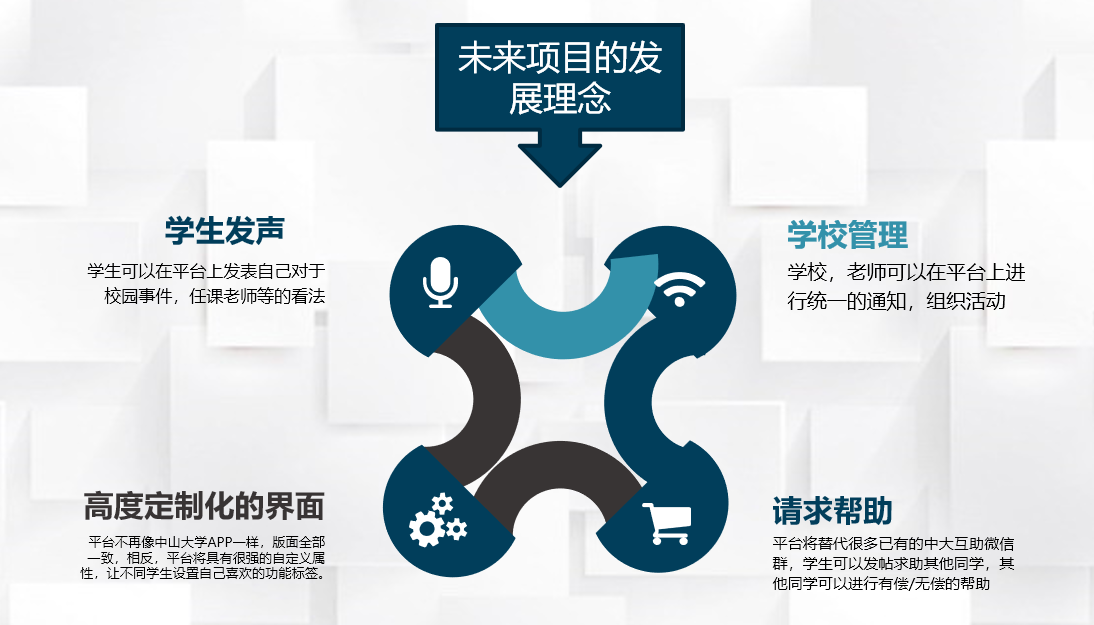 未来项目的发
展理念
学生发声
学生可以在平台上发表自己对于
校园事件，任课老师等的看法
学校管理
学校，老师可以在平台上进
行统一的通知，组织活动
高度定制化的界面
平台不再像中山大学APP一样，版面全部
一致，相反，平台将具有很强的自定义属
性，让不同学生设置自己喜欢的功能标签。
请求帮助
平台将替代很多已有的中大互助微信
群，学生可以发帖求助其他同学，其
他同学可以进行有偿/无偿的帮助